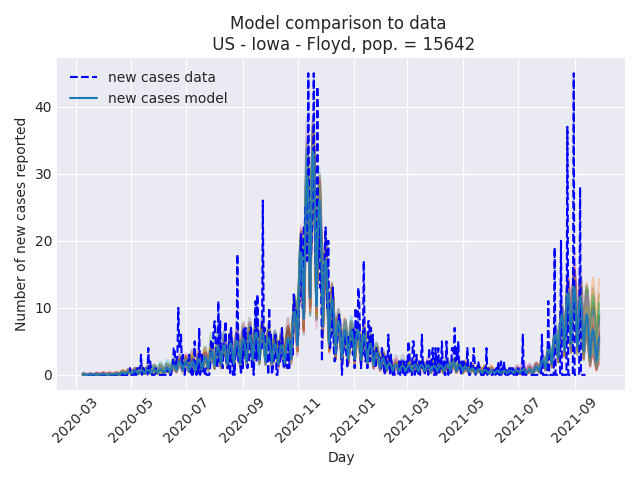 Model comparison to data
US - Iowa - Floyd, pop. = 15642
new cases data
new cases model
Number of new cases reported
40
30
20
10
0
2020-03
2020-05
2020-07
2020-09
2020-11
2021-01
2021-03
2021-05
2021-07
2021-09
Day